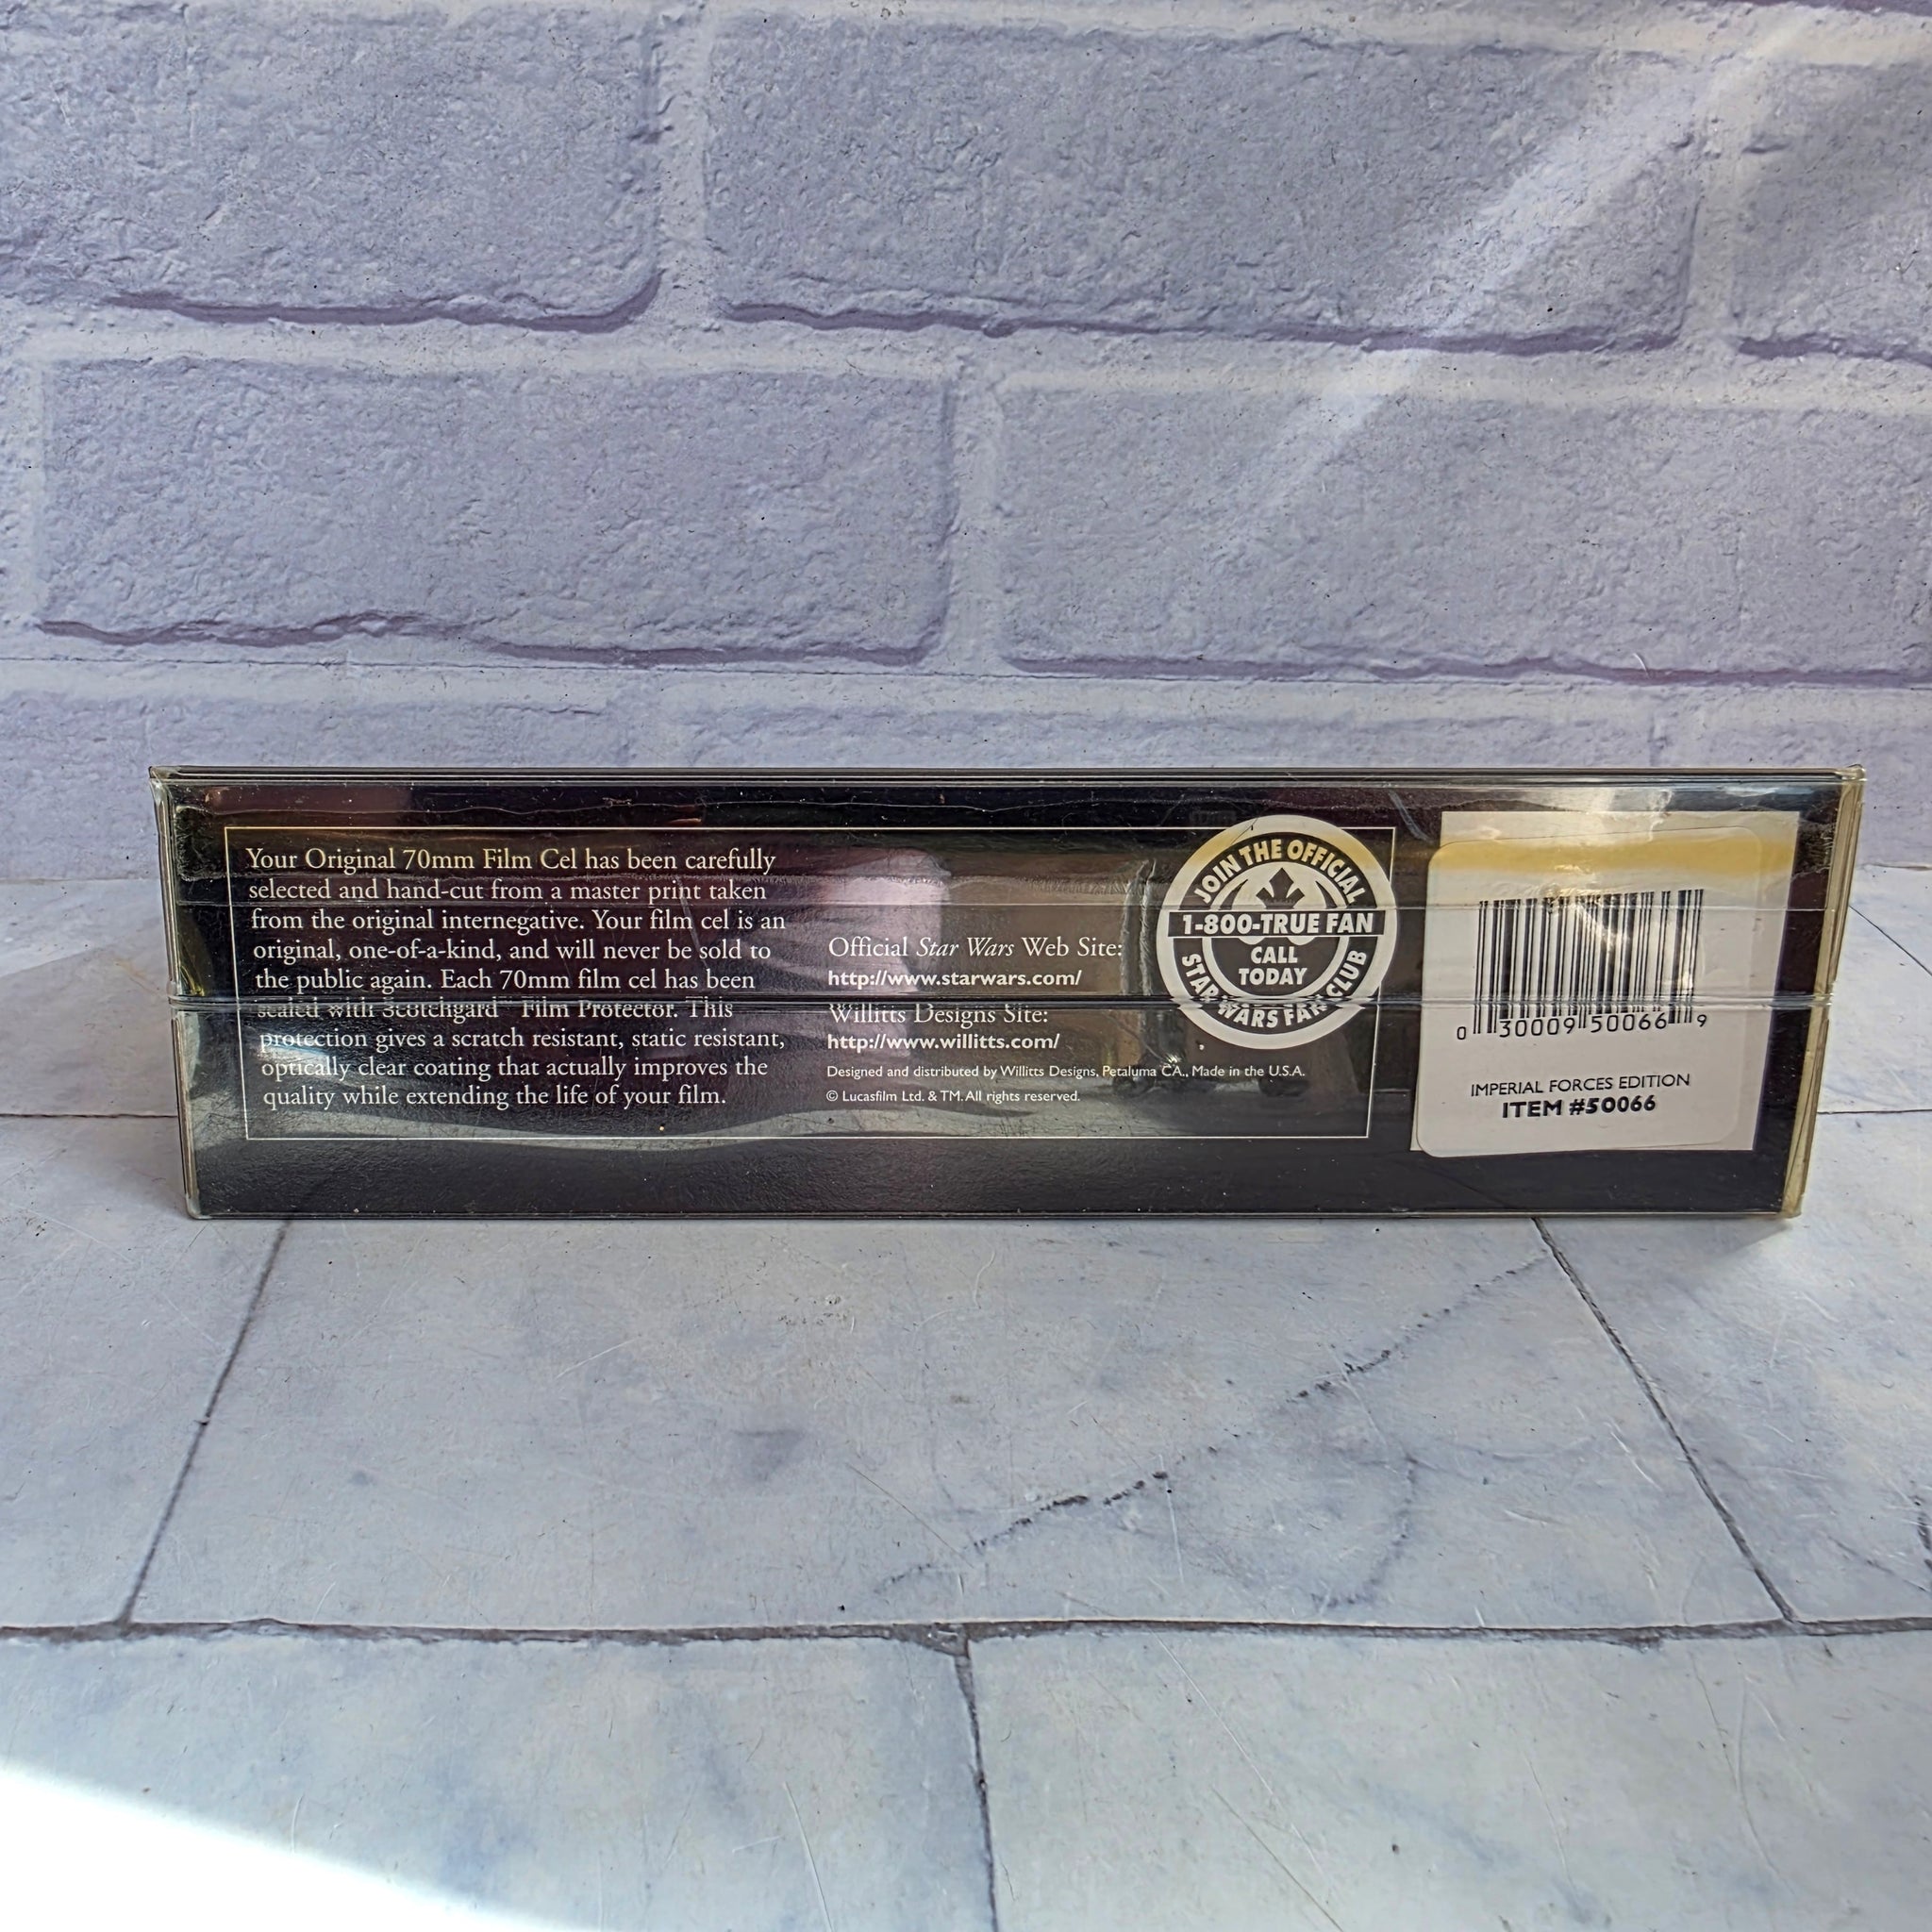 Your Original 70mm Film Cel has been carefully
selected and hand-cut from a master print taken
from the original internegative. Your film cel is an
original, one-of-a-kind, and will never be sold to
the public again. Each 70mm film cel has been
sealed with Scotchgard™ Film Protector. This
protection gives a scratch resistant, static resistant,
optically clear coating that actually improves the
quality while extending the life of your film.
Official Star Wars Web Site:
http://www.starwars.com/
Willitts Designs Site:
http://www.willitts.com/
Designed and distributed by Willitts Designs, Petaluma CA., Made in the U.S.A.
© Lucasfilm Ltd. & TM. All rights reserved.
JOIN THE OFFICIAL
1-800-TRUE FAN
CALL
TODAY
STAR WARS FAN CLUB
0 30009 50066 9
IMPERIAL FORCES EDITION
ITEM #50066